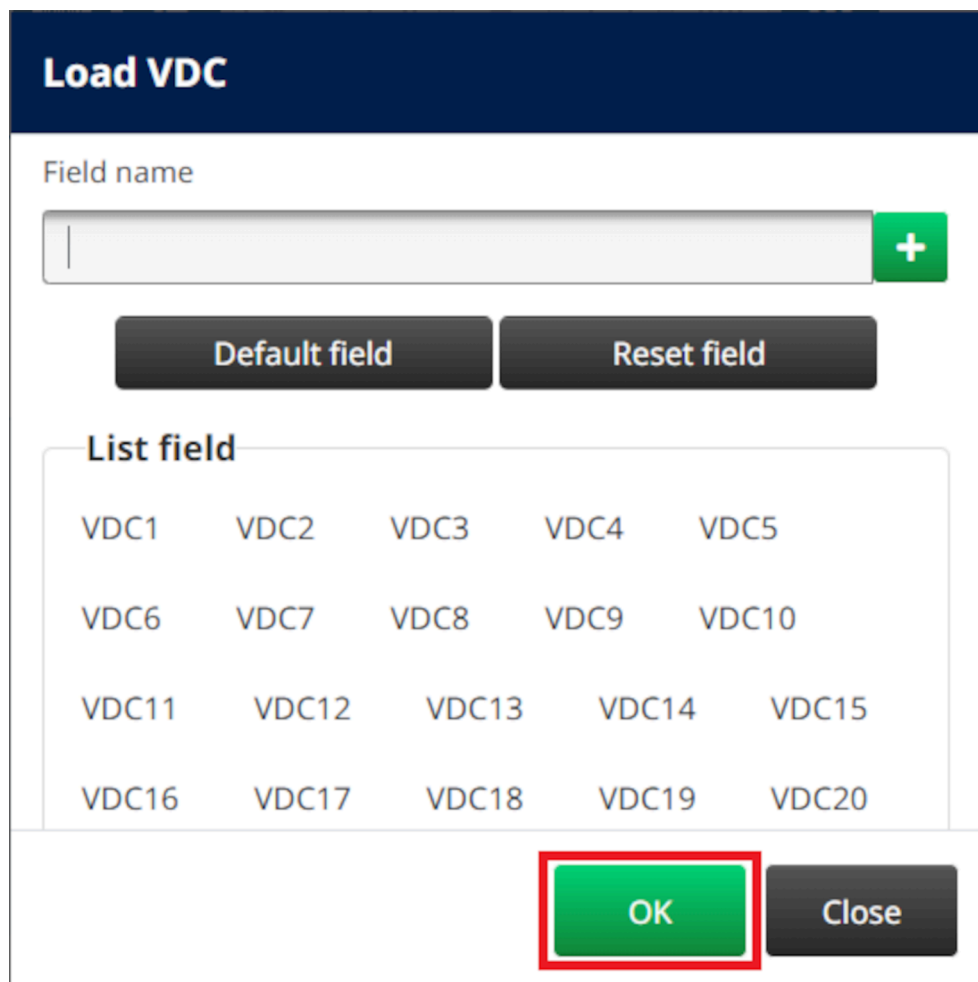 Load VDC
Field name
+
Default field Reset field
List field
VDC1 VDC2 VDC3 VDC4 VDC5
VDC6 VDC7 VDC8 VDC9 VDC10
VDC11 VDC12 VDC13 VDC14 VDC15
VDC16 VDC17 VDC18 VDC19 VDC20
OK Close